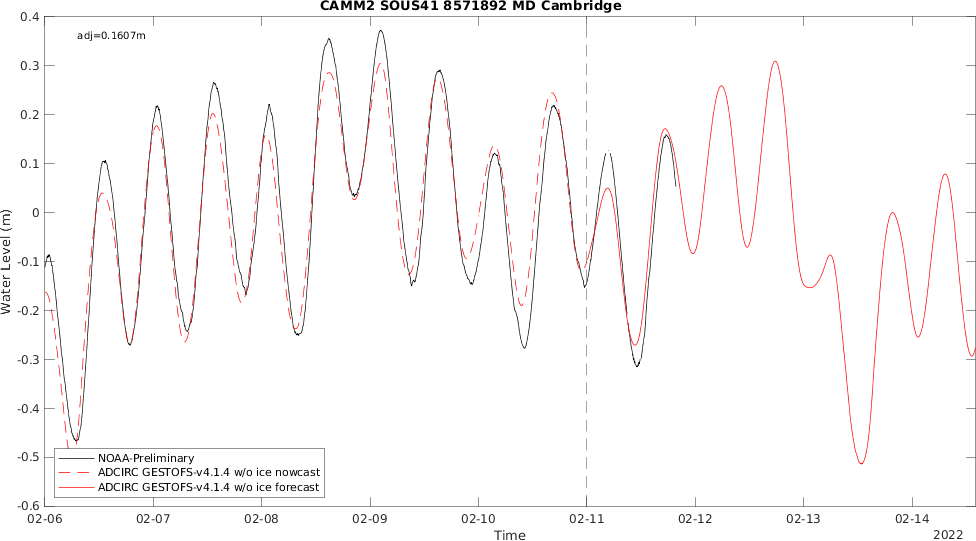 CAMM2 SOUS41 8571892 MD Cambridge
adj=0.1607m
0.4
0.3
0.2
0.1
0
-0.1
-0.2
-0.3
-0.4
-0.5
-0.6
Water Level (m)
NOAA-Preliminary
ADCIRC GESTOFS-v4.1.4 w/o ice nowcast
ADCIRC GESTOFS-v4.1.4 w/o ice forecast
02-06 02-07 02-08 02-09 02-10 02-11 02-12 02-13 02-14
Time
2022